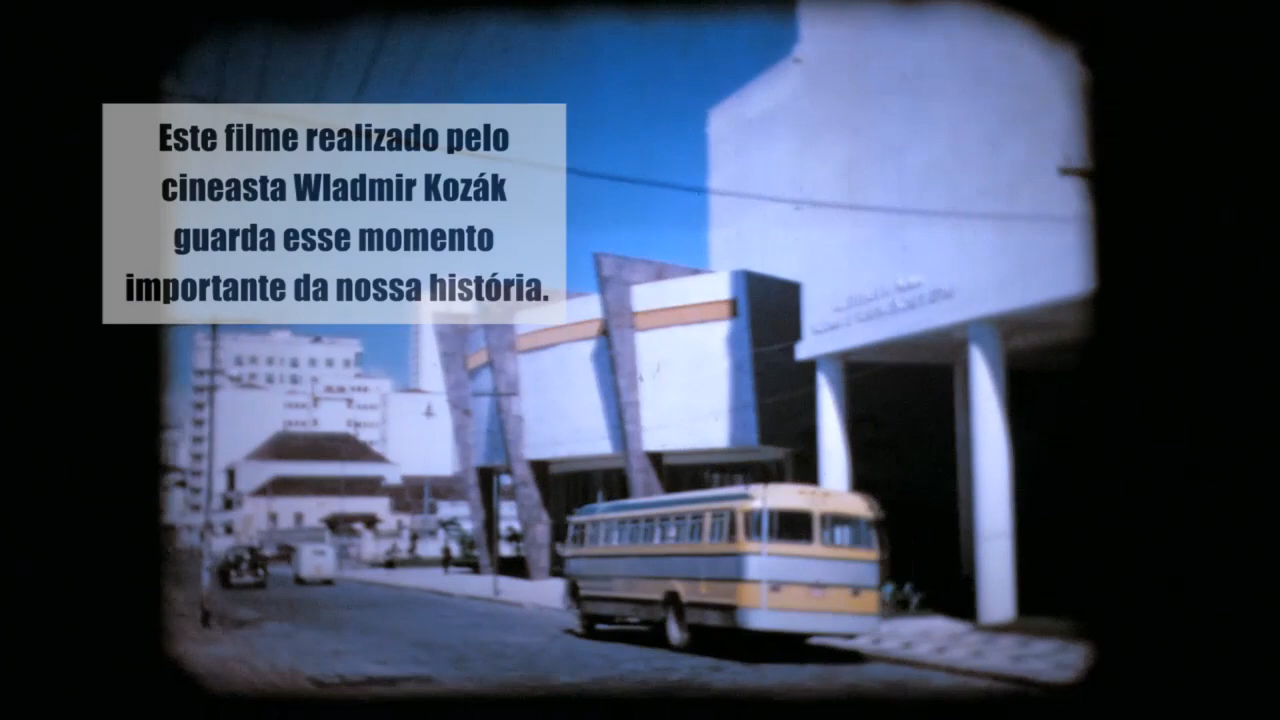 Este filme realizado pelo
cineasta Wladmir Kozák
guarda esse momento
importante da nossa história.